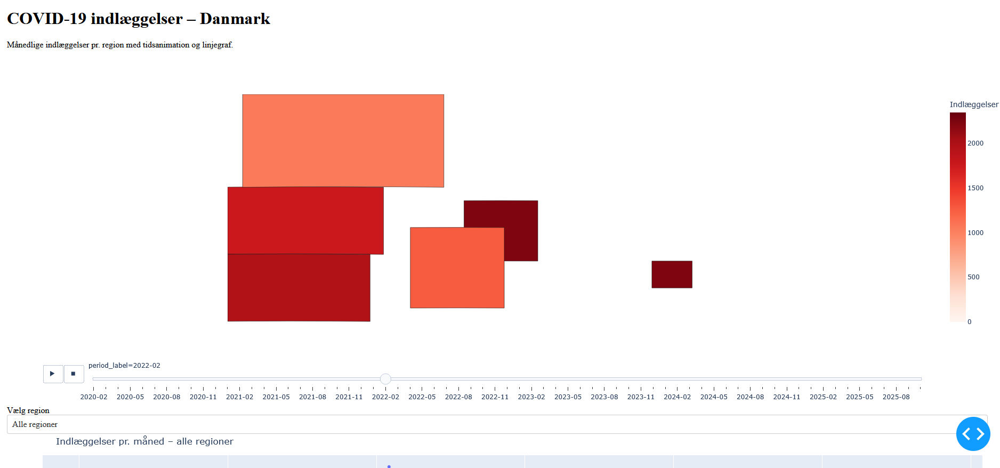 COVID-19 indlæggelser – Danmark
Månedlige indlæggelser pr. region med tidsanimation og linjegraf.
Indlæggelser
2000
1500
1000
500
0
period_label=2022-02
2020-02 2020-05 2020-08 2020-11 2021-02 2021-05 2021-08 2021-11 2022-02 2022-05 2022-08 2022-11 2023-02 2023-05 2023-08 2023-11 2024-02 2024-05 2024-08 2024-11 2025-02 2025-05 2025-08
Vælg region
Alle regioner
Indlæggelser pr. måned – alle regioner